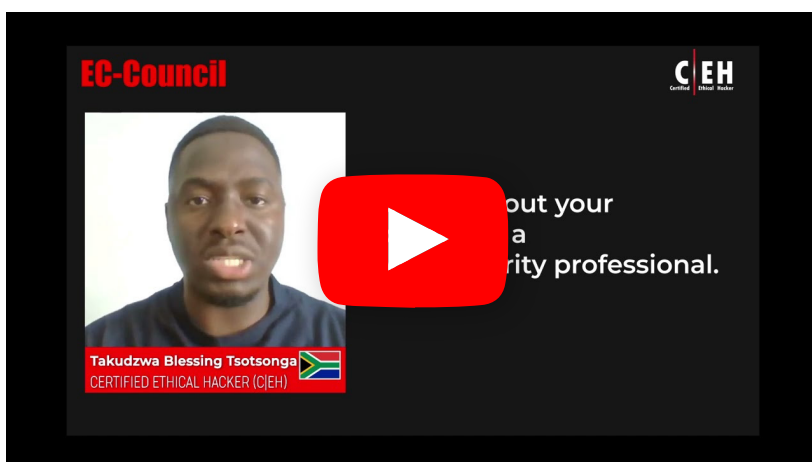 EC-Council
C EH
Certified Ethical Hacker
out your
a
rity professional.
Takudzwa Blessing Tsotsonga
CERTIFIED ETHICAL HACKER (C|EH)